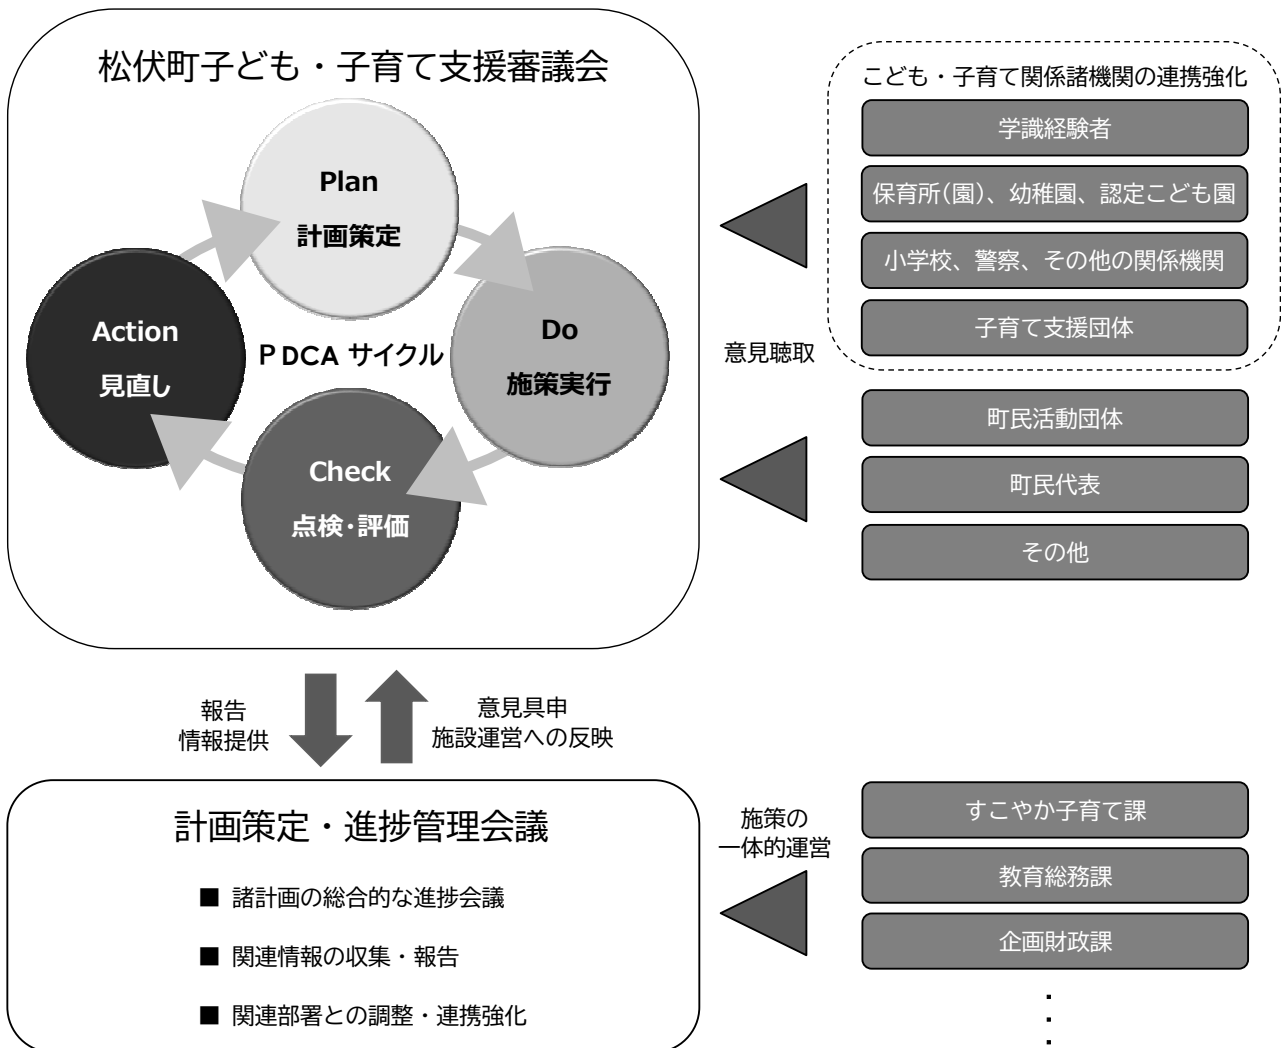 松伏町子ども・子育て支援審議会
Plan
計画策定
Do
施策実行
Check
点検・評価
Action
見直し
PDCA サイクル
意見聴取
こども・子育て関係諸機関の連携強化
学識経験者
保育所(園)、幼稚園、認定こども園
小学校、警察、その他の関係機関
子育て支援団体
町民活動団体
町民代表
その他
報告
情報提供
意見具申
施設運営への反映
計画策定・進捗管理会議
■ 諸計画の総合的な進捗会議
■ 関連情報の収集・報告
■ 関連部署との調整・連携強化
施策の
一体的運営
すこやか子育て課
教育総務課
企画財政課
・
・
・